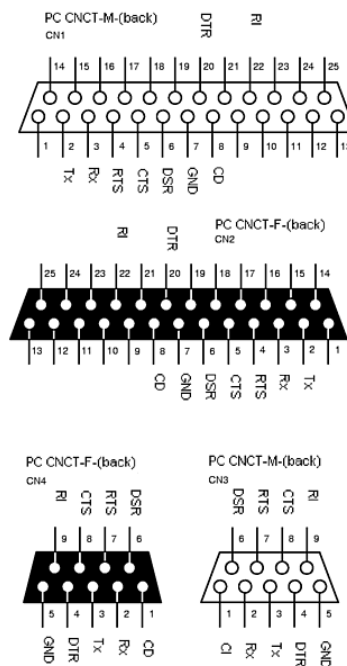 PC CNCT-M-(back)
CN1
DTR RI
14 15 16 17 18 19 20 21 22 23 24 25
1 2 3 4 5 6 7 8 9 10 11 12 13
Tx Rx RTS CTS DSR GND CD
PC CNCT-F-(back)
CN2
RI DTR
25 24 23 22 21 20 19 18 17 16 15 14
13 12 11 10 9 8 7 6 5 4 3 2 1
CD GND DSR CTS RTS Rx Tx
PC CNCT-F-(back)
CN4
RI CTS RTS DSR
9 8 7 6
5 4 3 2 1
GND DTR Tx Rx CD
PC CNCT-M-(back)
CN3
DSR RTS CTS RI
6 7 8 9
1 2 3 4 5
CI Rx Tx DTR GND